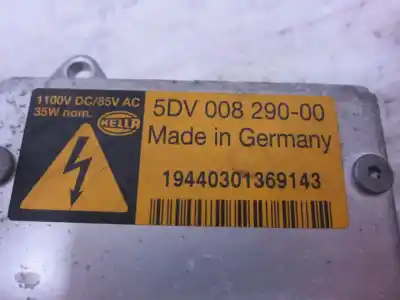 1100V DC/85V AC
35W nom.
HELLA
5DV 008 290-00
Made in Germany
19440301369143